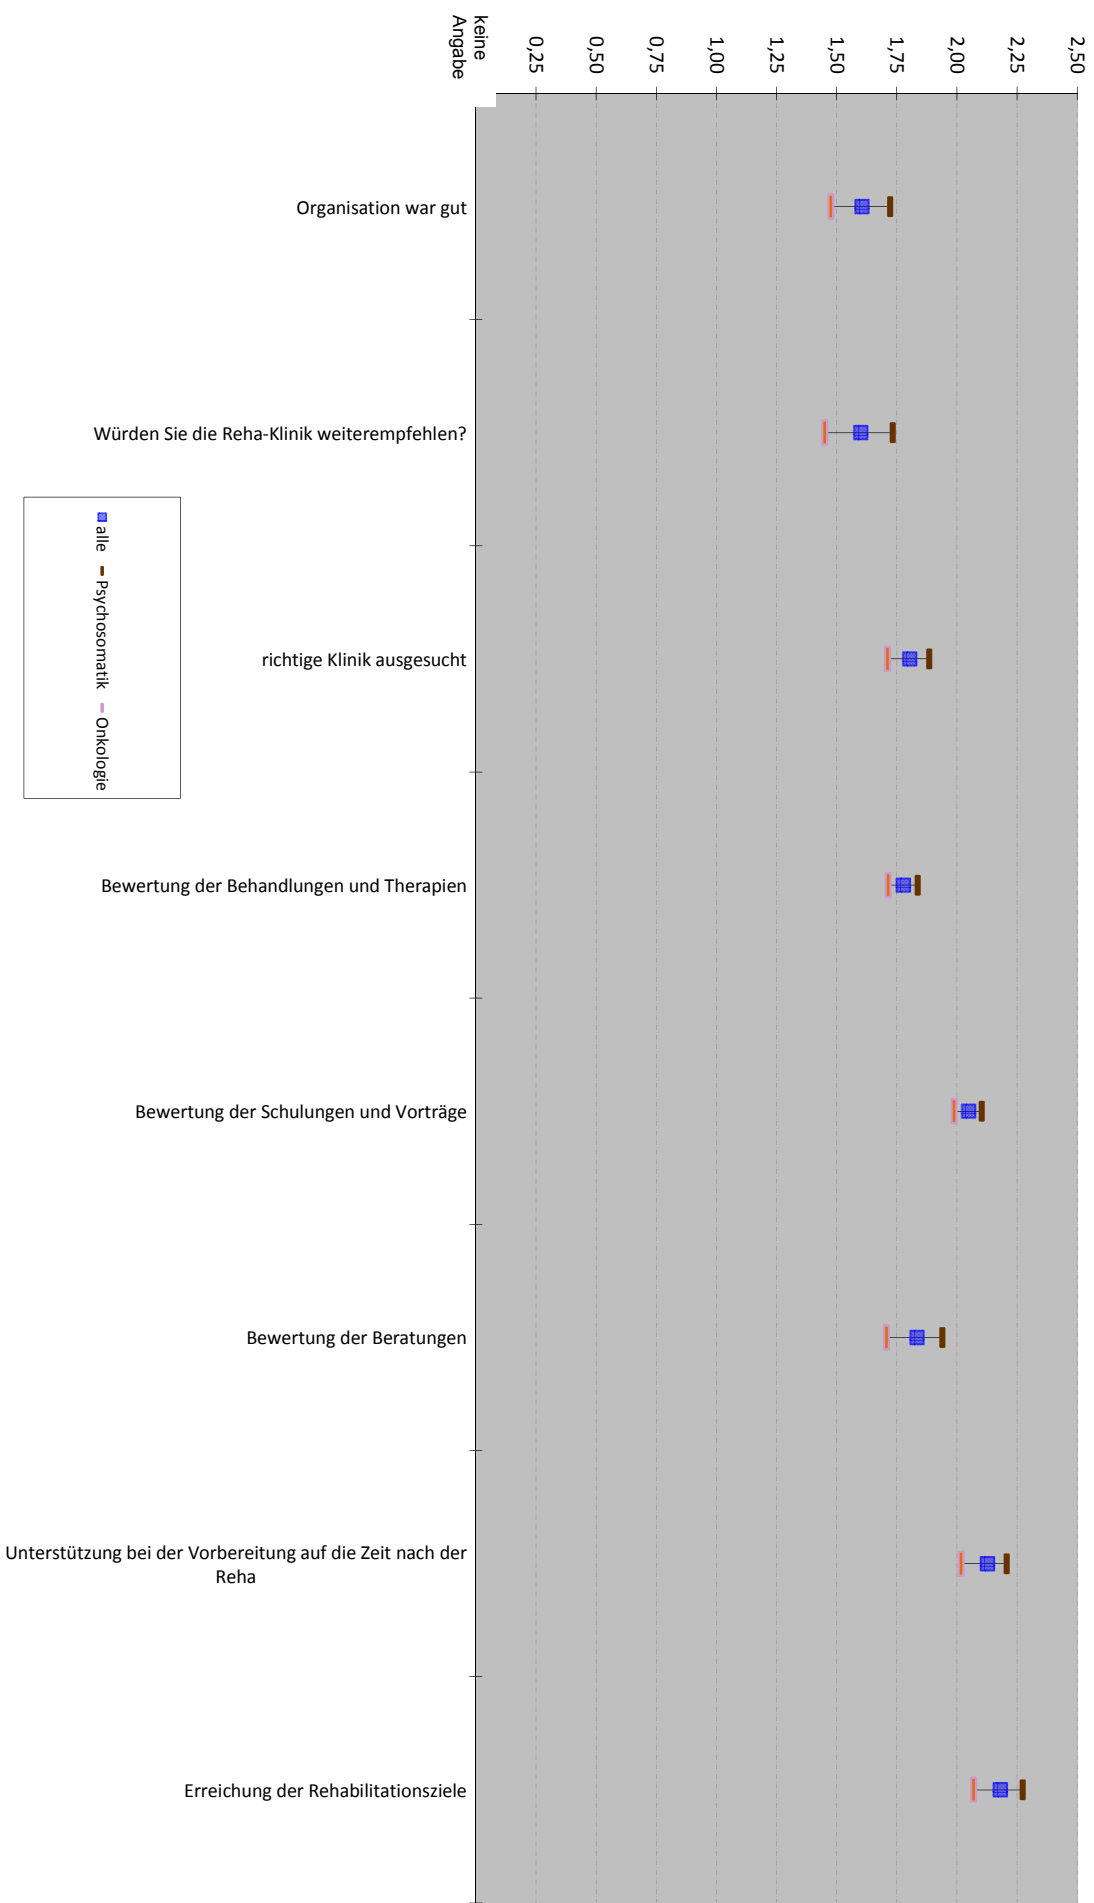 keine
Angabe
0,25
0,50
0,75
1,00
1,25
1,50
1,75
2,00
2,25
2,50
Organisation war gut
Würden Sie die Reha-Klinik weiterempfehlen?
richtige Klinik ausgesucht
Bewertung der Behandlungen und Therapien
Bewertung der Schulungen und Vorträge
Bewertung der Beratungen
Unterstützung bei der Vorbereitung auf die Zeit nach der
Reha
Erreichung der Rehabilitationsziele
alle Psychosomatik Onkologie